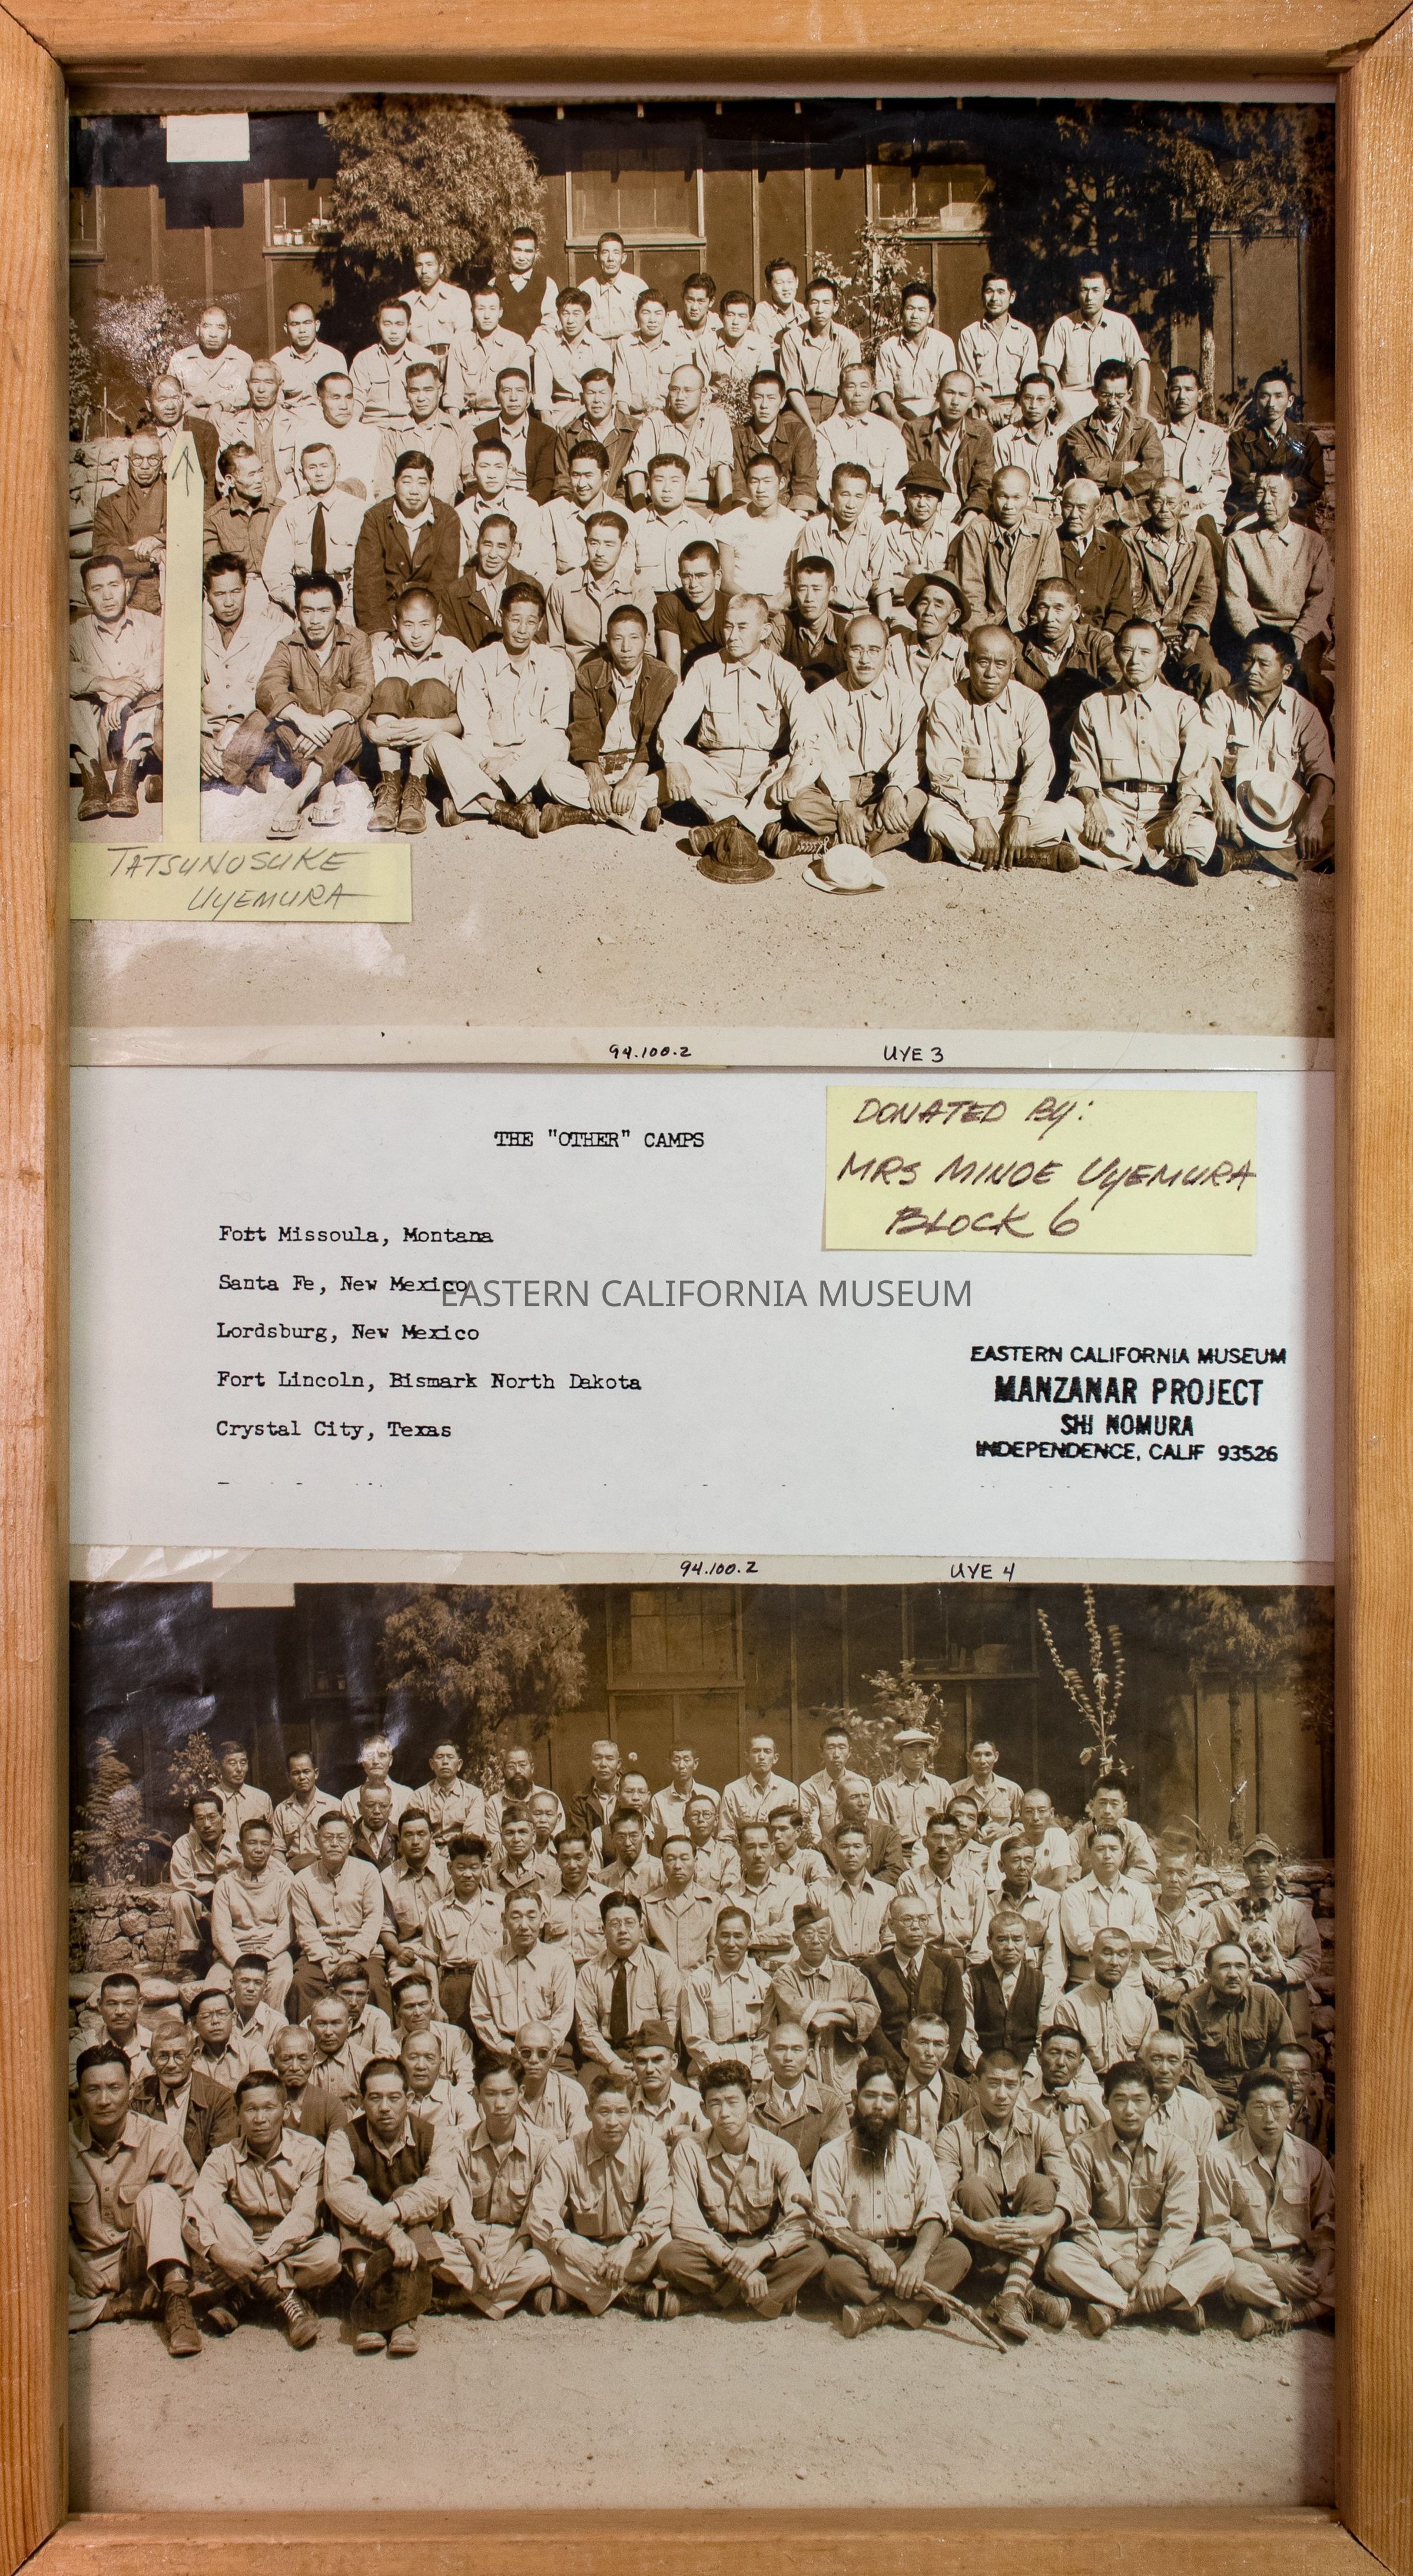 TATSUNOSUKE
UYEMURA
94.100.2 UYE 3
THE "OTHER" CAMPS
DONATED BY:
MRS MINOE UYEMURA
BLOCK 6
Fort Missoula, Montana
Santa Fe, New Mexico
EASTERN CALIFORNIA MUSEUM
Lordsburg, New Mexico
Fort Lincoln, Bismark North Dakota
Crystal City, Texas
EASTERN CALIFORNIA MUSEUM
MANZANAR PROJECT
SHI NOMURA
INDEPENDENCE, CALIF 93526
94.100.2 UYE 4